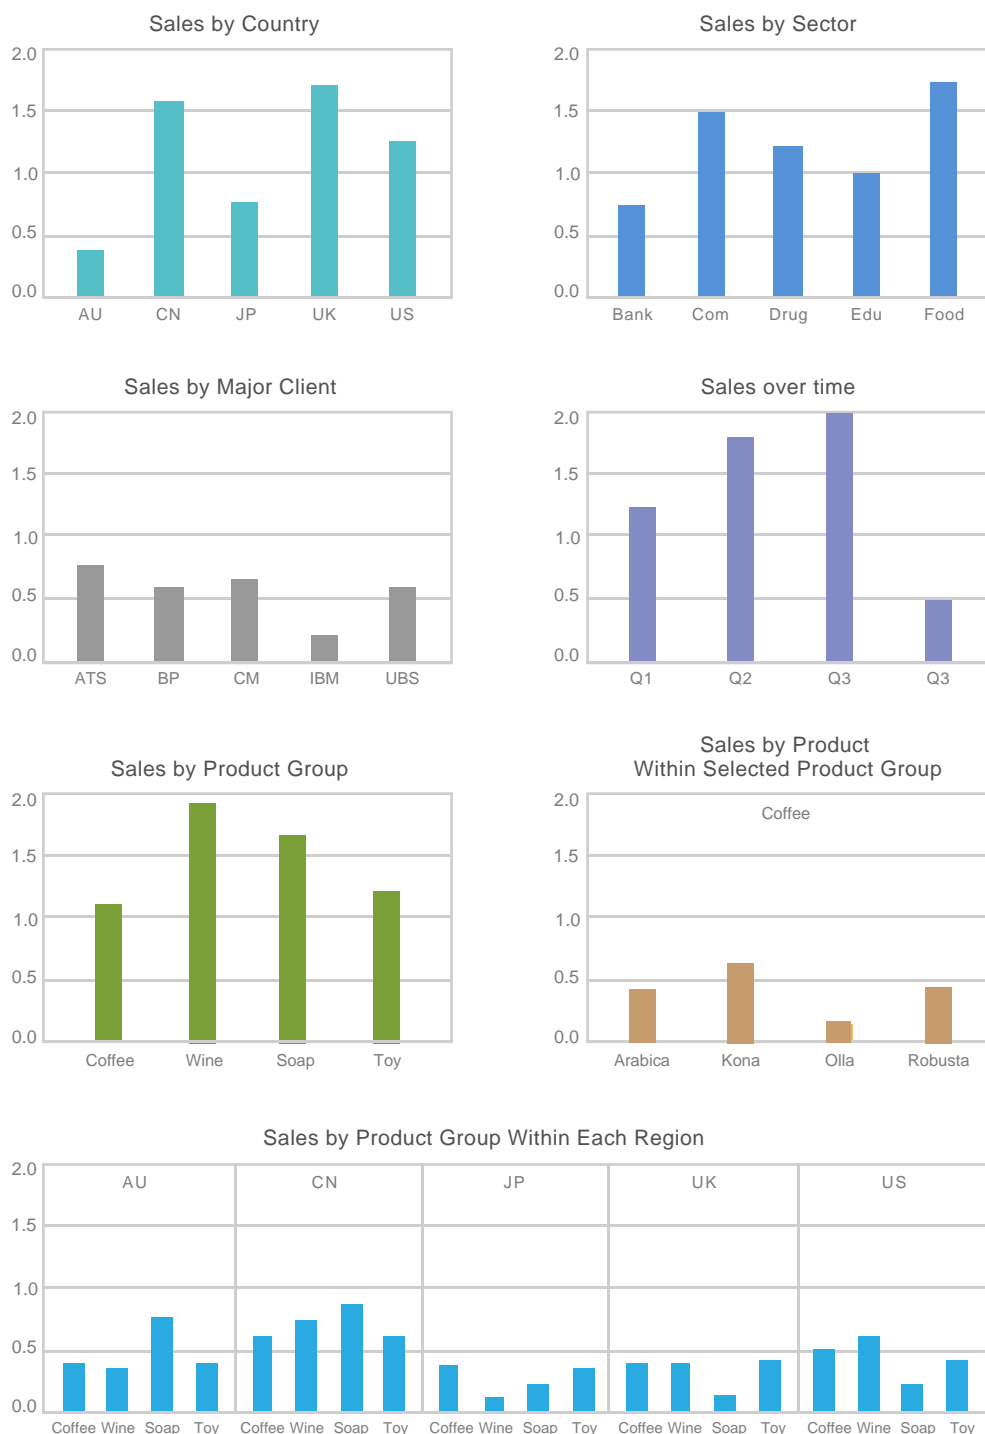 Sales by Country
2.0
1.5
1.0
0.5
0.0
AU CN JP UK US
Sales by Sector
2.0
1.5
1.0
0.5
0.0
Bank Com Drug Edu Food
Sales by Major Client
2.0
1.5
1.0
0.5
0.0
ATS BP CM IBM UBS
Sales over time
2.0
1.5
1.0
0.5
0.0
Q1 Q2 Q3 Q3
Sales by Product Group
2.0
1.5
1.0
0.5
0.0
Coffee Wine Soap Toy
Sales by Product
Within Selected Product Group
Coffee
2.0
1.5
1.0
0.5
0.0
Arabica Kona Olla Robusta
Sales by Product Group Within Each Region
AU CN JP UK US
2.0
1.5
1.0
0.5
0.0
Coffee Wine Soap Toy Coffee Wine Soap Toy Coffee Wine Soap Toy Coffee Wine Soap Toy Coffee Wine Soap Toy